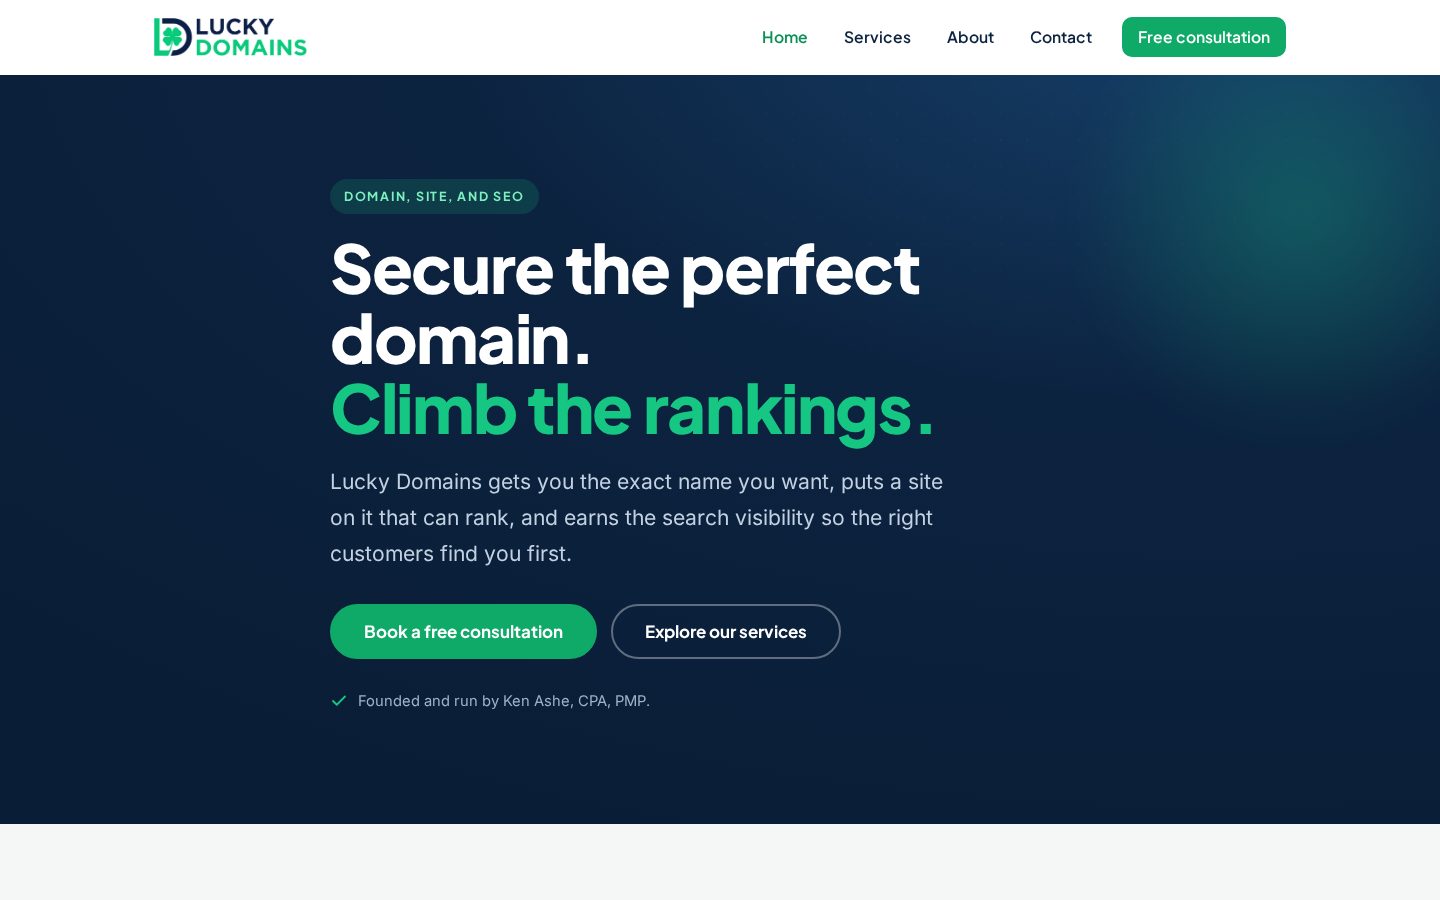 LUCKY
DOMAINS
Home
Services
About
Contact
Free consultation
DOMAIN, SITE, AND SEO
Secure the perfect
domain.
Climb the rankings.
Lucky Domains gets you the exact name you want, puts a site
on it that can rank, and earns the search visibility so the right
customers find you first.
Book a free consultation
Explore our services
Founded and run by Ken Ashe, CPA, PMP.